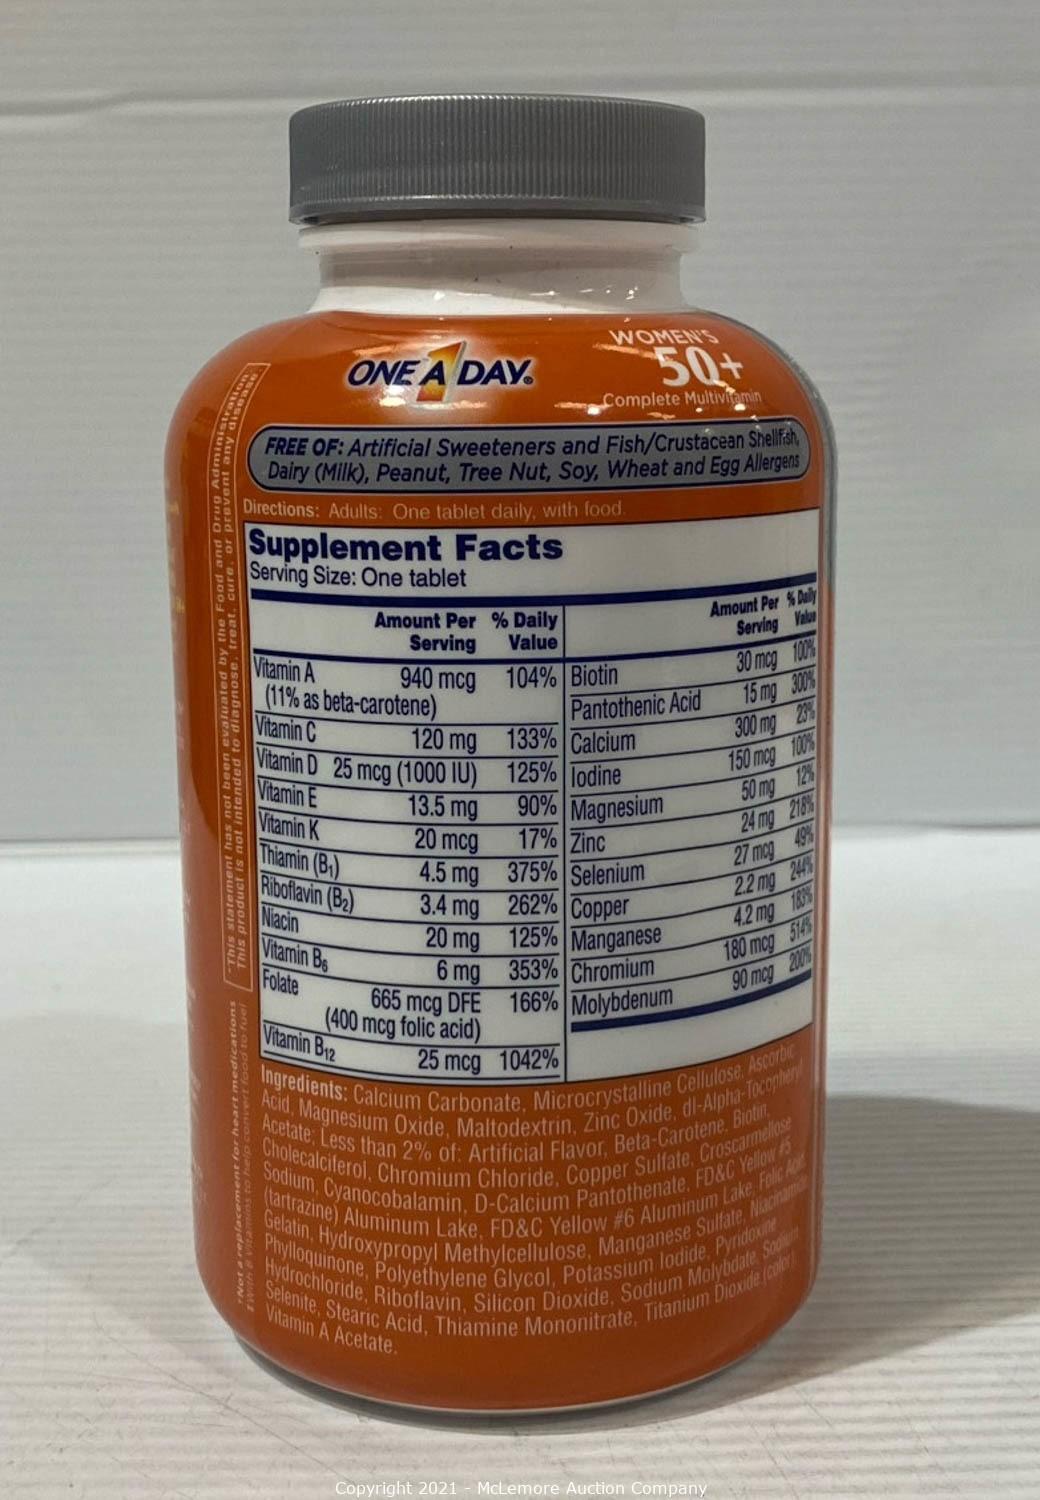 ONE A DAY®
WOMEN'S
50+
Complete Multivitamin
FREE OF: Artificial Sweeteners and Fish/Crustacean Shellfish,
Dairy (Milk), Peanut, Tree Nut, Soy, Wheat and Egg Allergens
Directions: Adults: One tablet daily, with food.
Supplement Facts
Serving Size: One tablet
Amount Per Serving % Daily Value
Vitamin A 940 mcg 104%
(11% as beta-carotene)
Vitamin C 120 mg 133%
Vitamin D 25 mcg (1000 IU) 125%
Vitamin E 13.5 mg 90%
Vitamin K 20 mcg 17%
Thiamin (B1) 4.5 mg 375%
Riboflavin (B2) 3.4 mg 262%
Niacin 20 mg 125%
Vitamin B6 6 mg 353%
Folate 665 mcg DFE 166%
(400 mcg folic acid)
Vitamin B12 25 mcg 1042%
Amount Per Serving % Daily Value
Biotin 30 mcg 100%
Pantothenic Acid 15 mg 300%
Calcium 300 mg 23%
Iodine 150 mcg 100%
Magnesium 50 mg 12%
Zinc 24 mg 218%
Selenium 27 mcg 49%
Copper 2.2 mg 244%
Manganese 4.2 mg 183%
Chromium 180 mcg 514%
Molybdenum 90 mcg 200%
Ingredients: Calcium Carbonate, Microcrystalline Cellulose, Ascorbic
Acid, Magnesium Oxide, Maltodextrin, Zinc Oxide, dl-Alpha-Tocopheryl
Acetate; Less than 2% of: Artificial Flavor, Beta-Carotene, Biotin,
Cholecalciferol, Chromium Chloride, Copper Sulfate, Croscarmellose
Sodium, Cyanocobalamin, D-Calcium Pantothenate, FD&C Yellow #5
(tartrazine) Aluminum Lake, FD&C Yellow #6 Aluminum Lake, Folic Acid,
Gelatin, Hydroxypropyl Methylcellulose, Manganese Sulfate, Niacinamide,
Phylloquinone, Polyethylene Glycol, Potassium Iodide, Pyridoxine
Hydrochloride, Riboflavin, Silicon Dioxide, Sodium Molybdate, Sodium
Selenite, Stearic Acid, Thiamine Mononitrate, Titanium Dioxide (color),
Vitamin A Acetate.
*This statement has not been evaluated by the Food and Drug Administration.
This product is not intended to diagnose, treat, cure, or prevent any disease.
*Not a replacement for heart medications
‡With B vitamins to help convert food to fuel
Copyright 2021 - McLemore Auction Company